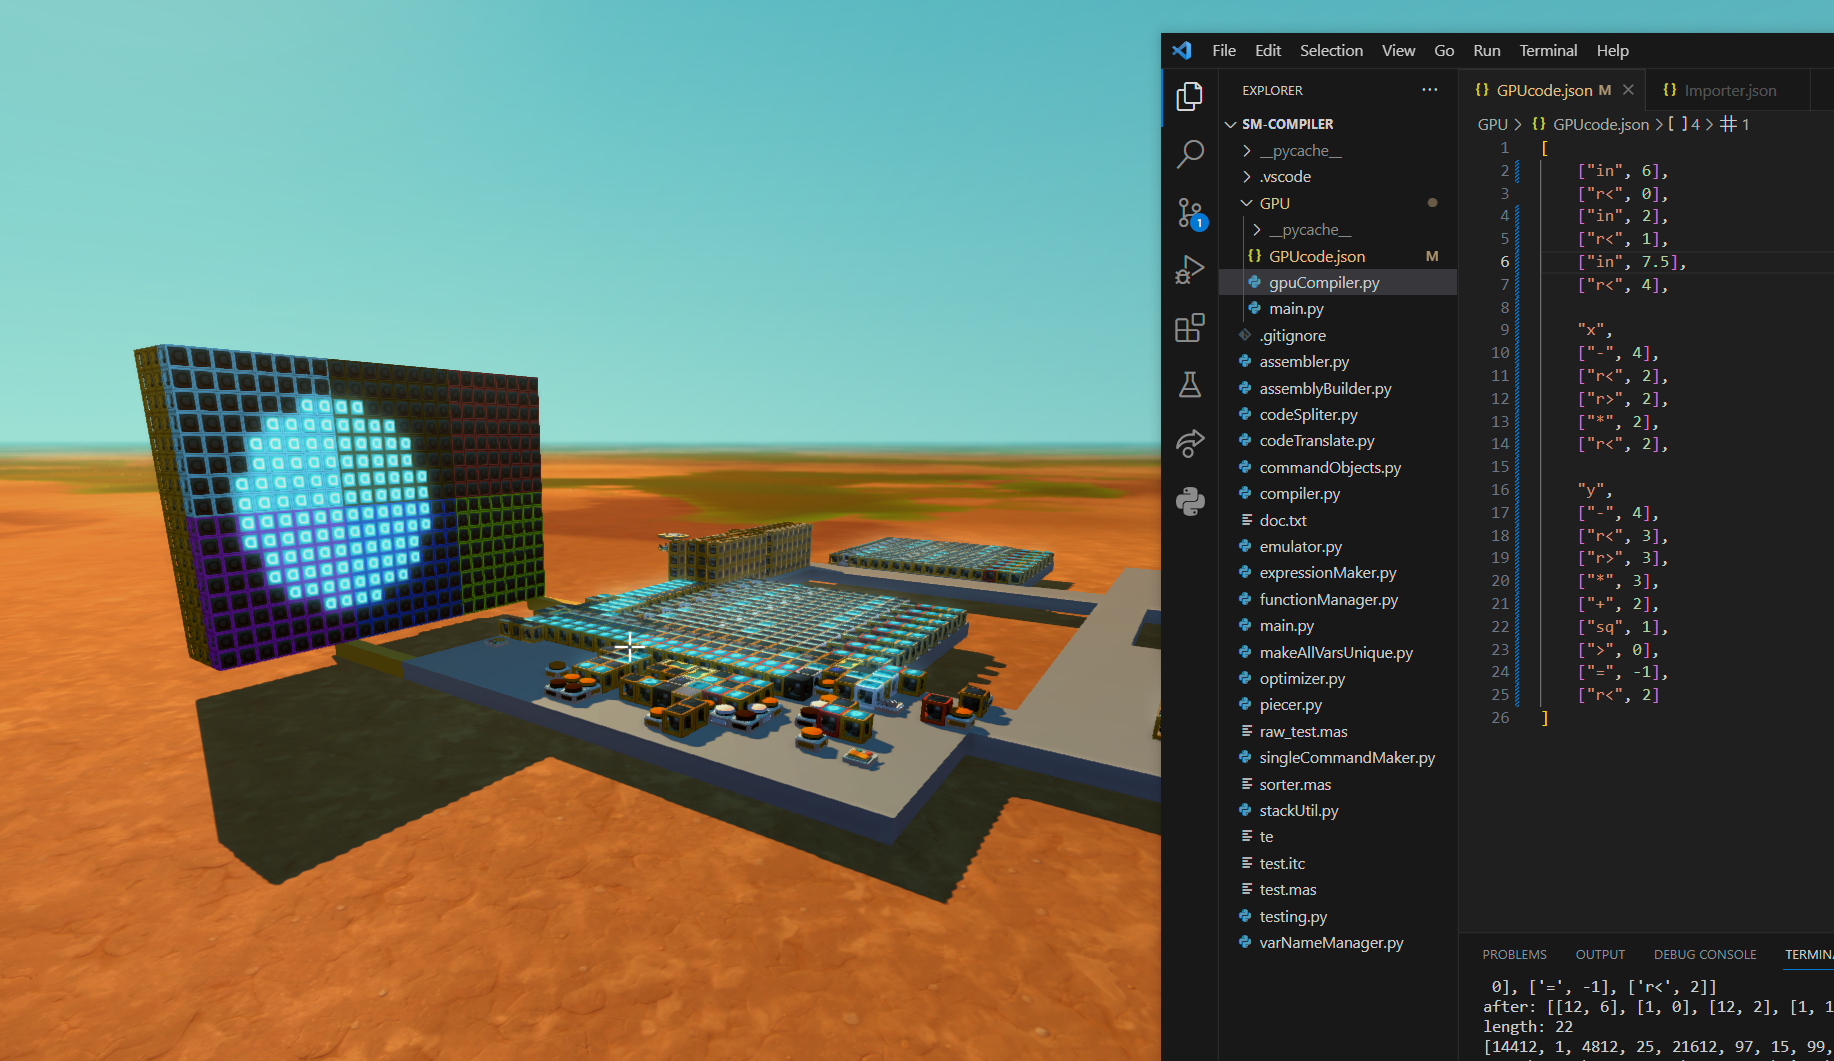 File Edit Selection View Go Run Terminal Help
EXPLORER
SM-COMPILER
__pycache__
.vscode
GPU
__pycache__
GPUcode.json M
gpuCompiler.py
main.py
.gitignore
assembler.py
assemblyBuilder.py
codeSpliter.py
codeTranslate.py
commandObjects.py
compiler.py
doc.txt
emulator.py
expressionMaker.py
functionManager.py
main.py
makeAllVarsUnique.py
optimizer.py
piecer.py
raw_test.mas
singleCommandMaker.py
sorter.mas
stackUtil.py
te
test.itc
test.mas
testing.py
varNameManager.py
1
{} GPUcode.json M × {} Importer.json
GPU > {} GPUcode.json > [ ] 4 > # 1
1 [
2 ["in", 6],
3 ["r<", 0],
4 ["in", 2],
5 ["r<", 1],
6 ["in", 7.5],
7 ["r<", 4],
8
9 "x",
10 ["-", 4],
11 ["r<", 2],
12 ["r>", 2],
13 ["*", 2],
14 ["r<", 2],
15
16 "y",
17 ["-", 4],
18 ["r<", 3],
19 ["r>", 3],
20 ["*", 3],
21 ["+", 2],
22 ["sq", 1],
23 [">", 0],
24 ["=", -1],
25 ["r<", 2]
26 ]
PROBLEMS OUTPUT DEBUG CONSOLE TERMIN
0], ['=', -1], ['r<', 2]]
after: [[12, 6], [1, 0], [12, 2], [1, 1
length: 22
[14412, 1, 4812, 25, 21612, 97, 15, 99,